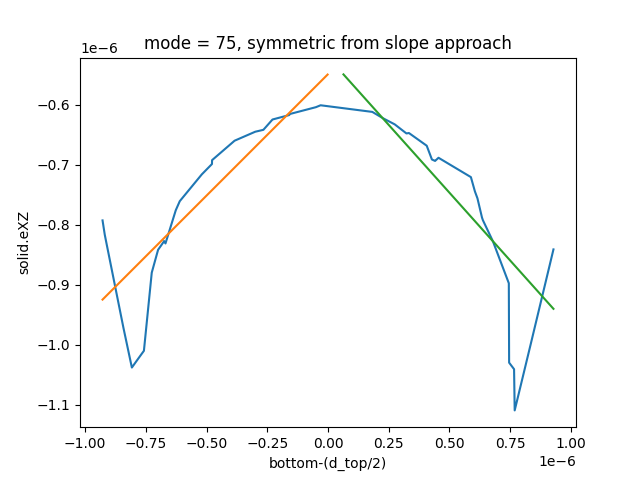 mode = 75, symmetric from slope approach
1e−6
−0.6
−0.7
−0.8
−0.9
−1.0
−1.1
solid.eXZ
−1.00 −0.75 −0.50 −0.25 0.00 0.25 0.50 0.75 1.00
bottom-(d_top/2)
1e−6